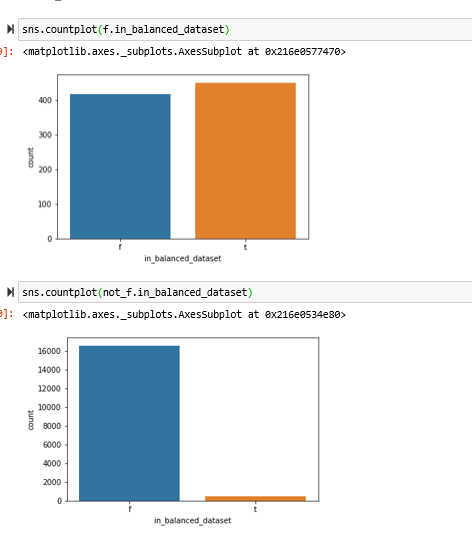 sns.countplot(f.in_balanced_dataset)
]: <matplotlib.axes._subplots.AxesSubplot at 0x216e0577470>
400
300
200
100
0
count
f t
in_balanced_dataset
sns.countplot(not_f.in_balanced_dataset)
]: <matplotlib.axes._subplots.AxesSubplot at 0x216e0534e80>
16000
14000
12000
10000
8000
6000
4000
2000
0
count
f t
in_balanced_dataset